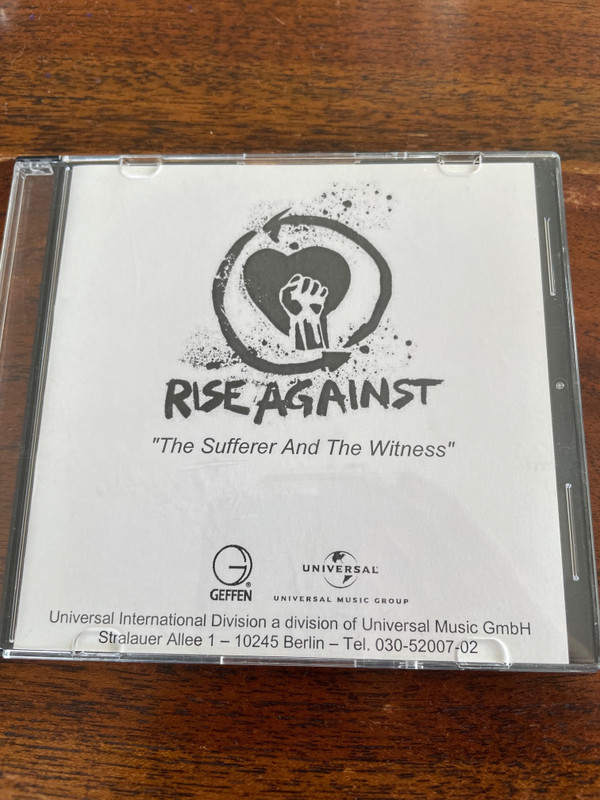 RISE AGAINST
"The Sufferer And The Witness"
GEFFEN®
UNIVERSAL
UNIVERSAL MUSIC GROUP
Universal International Division a division of Universal Music GmbH
Stralauer Allee 1 – 10245 Berlin – Tel. 030-52007-02